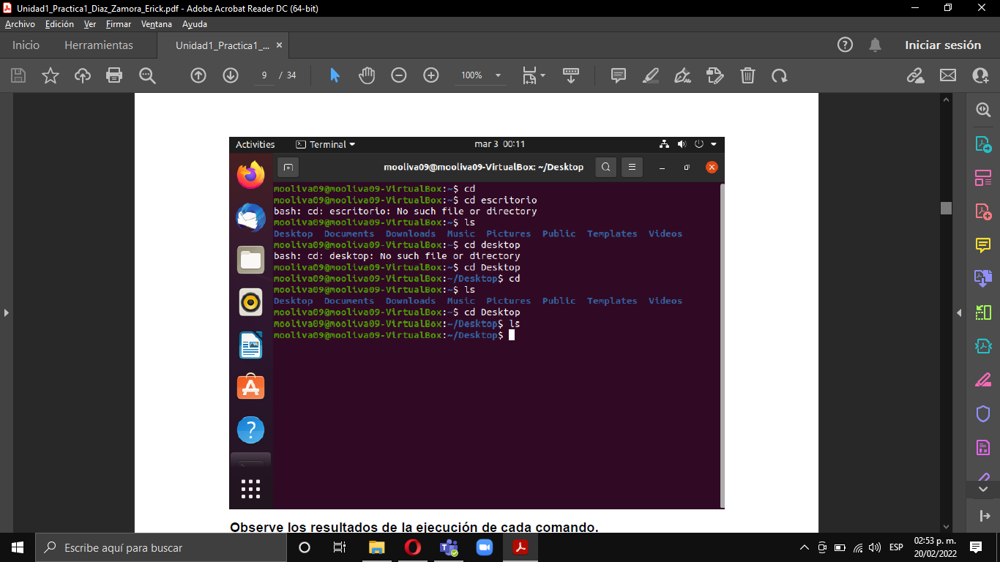 Unidad1_Practica1_Diaz_Zamora_Erick.pdf - Adobe Acrobat Reader DC (64-bit)
Archivo Edición Ver Firmar Ventana Ayuda
Inicio Herramientas Unidad1_Practica1_... × Iniciar sesión
9 / 34 100%
Activities Terminal mar 3 00:11
mooliva09@mooliva09-VirtualBox: ~/Desktop
mooliva09@mooliva09-VirtualBox:~$ cd
mooliva09@mooliva09-VirtualBox:~$ cd escritorio
bash: cd: escritorio: No such file or directory
mooliva09@mooliva09-VirtualBox:~$ ls
Desktop Documents Downloads Music Pictures Public Templates Videos
mooliva09@mooliva09-VirtualBox:~$ cd desktop
bash: cd: desktop: No such file or directory
mooliva09@mooliva09-VirtualBox:~$ cd Desktop
mooliva09@mooliva09-VirtualBox:~/Desktop$ cd
mooliva09@mooliva09-VirtualBox:~$ ls
Desktop Documents Downloads Music Pictures Public Templates Videos
mooliva09@mooliva09-VirtualBox:~$ cd Desktop
mooliva09@mooliva09-VirtualBox:~/Desktop$ ls
mooliva09@mooliva09-VirtualBox:~/Desktop$
Observe los resultados de la ejecución de cada comando.
Escribe aquí para buscar
ESP
02:53 p. m.
20/02/2022